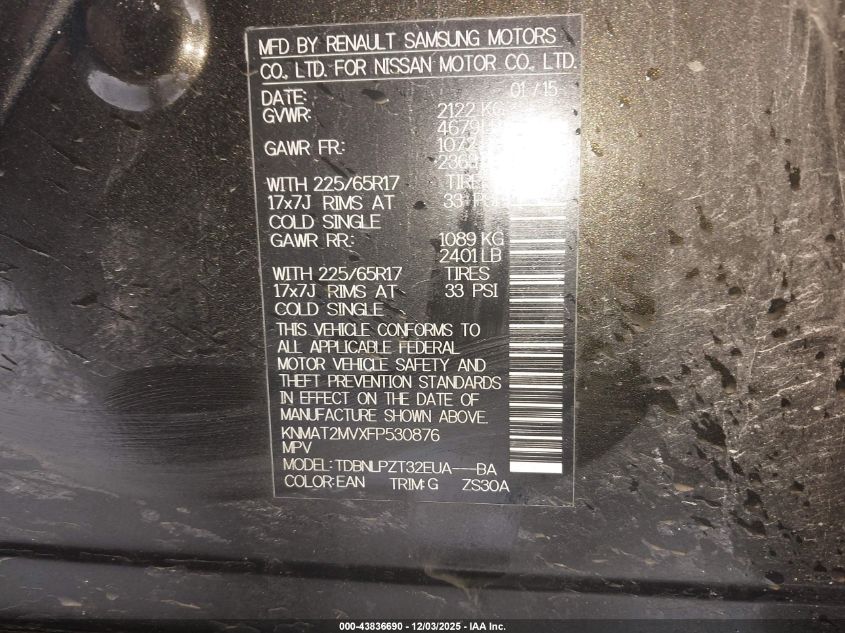 MFD BY RENAULT SAMSUNG MOTORS
CO., LTD. FOR NISSAN MOTOR CO., LTD.
DATE: 01/15
GVWR: 2122 KG
4679
GAWR FR:
WITH 225/65R17 TIRES
17x7J RIMS AT 33 PSI
COLD SINGLE
GAWR RR: 1089 KG
2401 LB
WITH 225/65R17 TIRES
17x7J RIMS AT 33 PSI
COLD SINGLE
THIS VEHICLE CONFORMS TO
ALL APPLICABLE FEDERAL
MOTOR VEHICLE SAFETY AND
THEFT PREVENTION STANDARDS
IN EFFECT ON THE DATE OF
MANUFACTURE SHOWN ABOVE.
KNMAT2MVXFP530876
MPV
MODEL: TDBNLPZT32EUA---BA
COLOR: EAN TRIM: G ZS30A
000-43836690 - 12/03/2025 - IAA Inc.